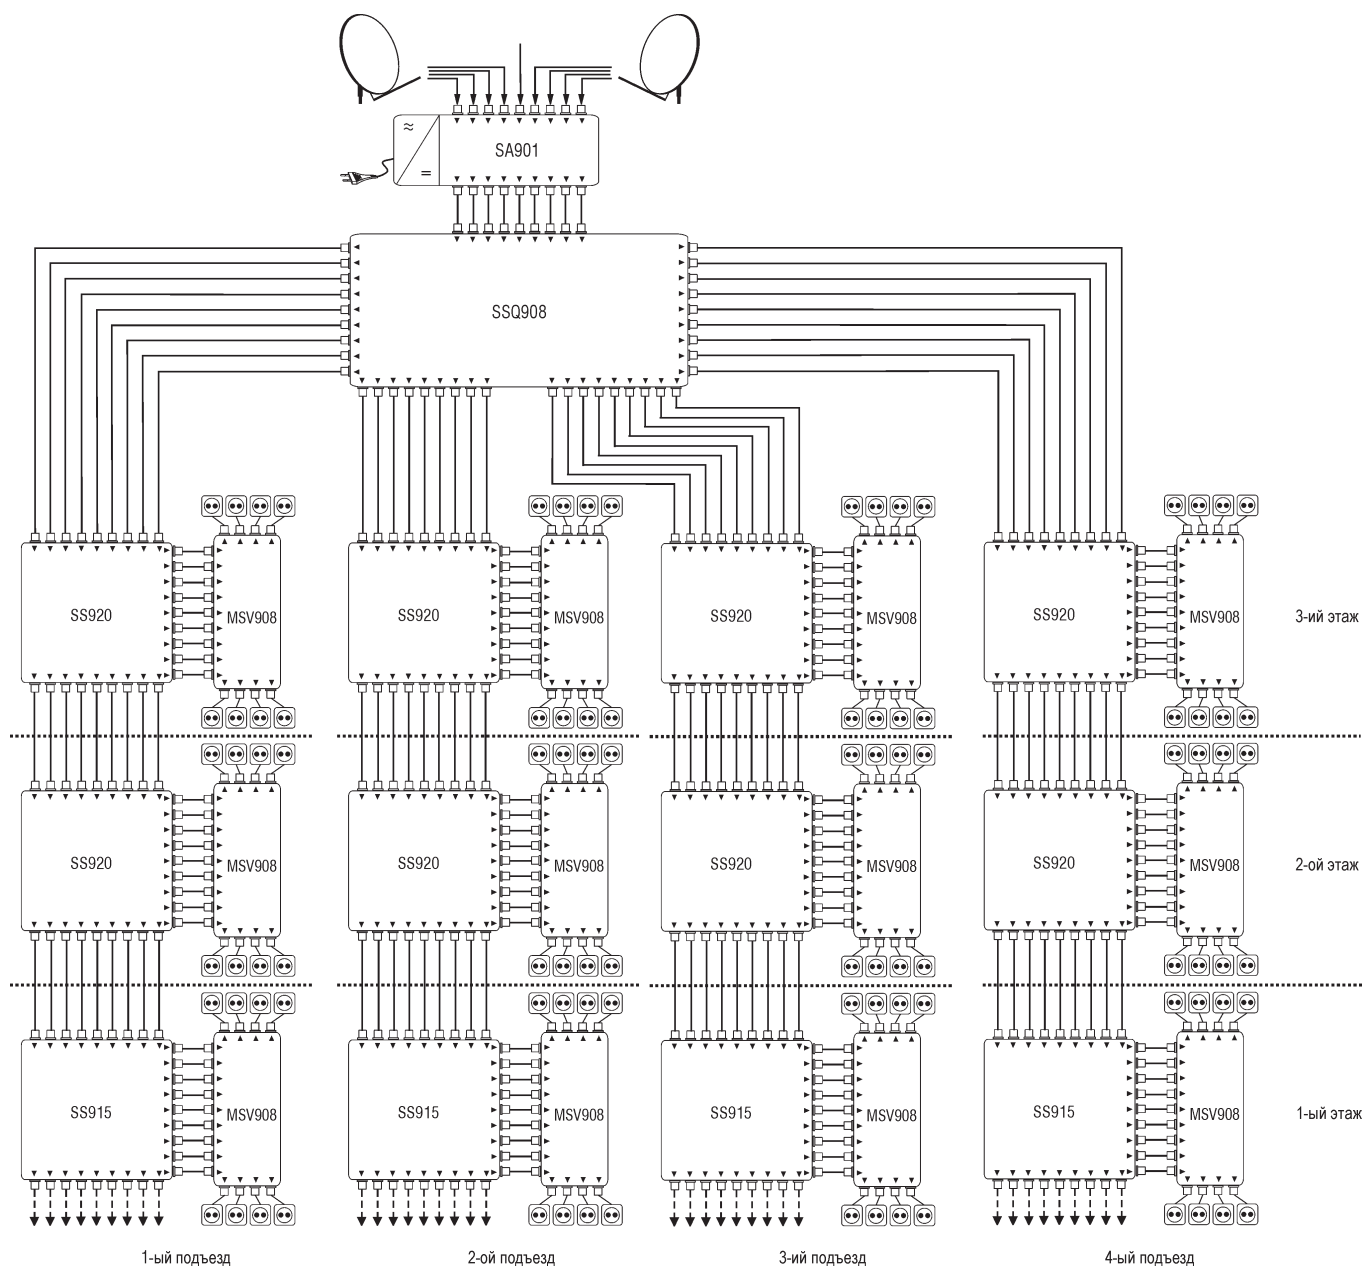 ≈
=
SA901
SSQ908
SS920
MSV908
SS920
MSV908
SS920
MSV908
SS920
MSV908
3-ий этаж
SS920
MSV908
SS920
MSV908
SS920
MSV908
SS920
MSV908
2-ой этаж
SS915
MSV908
SS915
MSV908
SS915
MSV908
SS915
MSV908
1-ый этаж
1-ый подъезд
2-ой подъезд
3-ий подъезд
4-ый подъезд